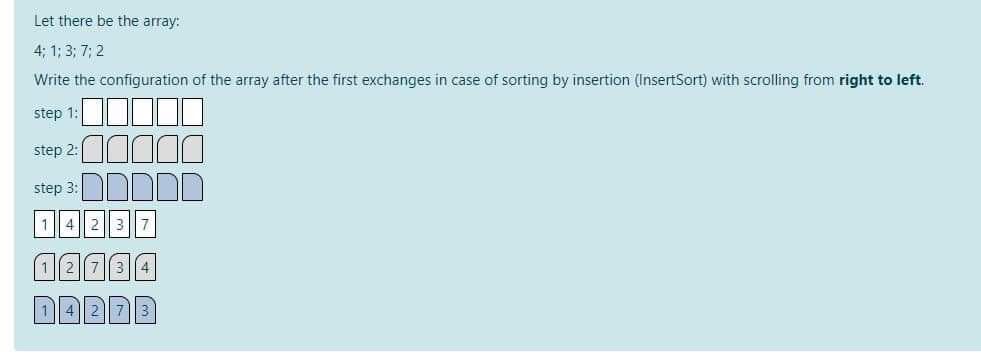 Let there be the array:
4; 1; 3; 7; 2
Write the configuration of the array after the first exchanges in case of sorting by insertion (InsertSort) with scrolling from right to left.
step 1:
step 2:
step 3:
1 4 2 3 7
1 2 7 3 4
1 4 2 7 3